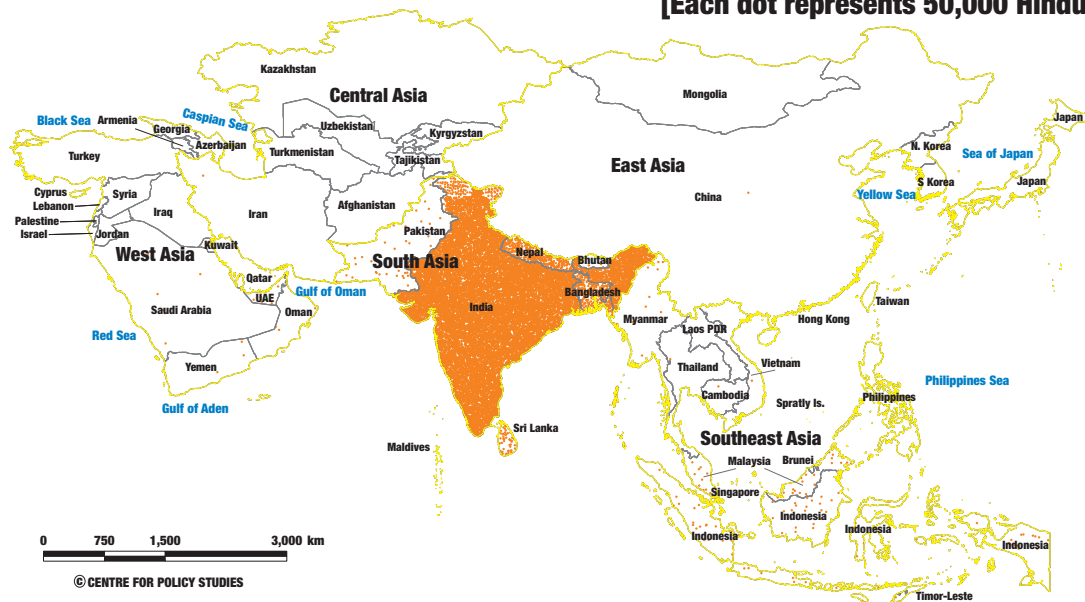 [Each dot represents 50,000 Hindu
Kazakhstan
Mongolia
Central Asia
Black Sea
Armenia
Caspian Sea
Georgia
Uzbekistan
Kyrgyzstan
Japan
Azerbaijan
N. Korea
Turkey
Turkmenistan
Sea of Japan
Tajikistan
East Asia
S Korea
Japan
Cyprus
Syria
China
Yellow Sea
Lebanon
Afghanistan
Iraq
Iran
Palestine
Israel
Jordan
Pakistan
Kuwait
West Asia
South Asia
Nepal
Bhutan
Qatar
Gulf of Oman
Bangladesh
UAE
Taiwan
Saudi Arabia
Oman
India
Myanmar
Hong Kong
Red Sea
Laos PDR
Yemen
Thailand
Vietnam
Philippines Sea
Cambodia
Gulf of Aden
Spratly Is.
Philippines
Sri Lanka
Southeast Asia
Maldives
Malaysia
Brunei
Singapore
Indonesia
Indonesia
Indonesia
Indonesia
0 750 1,500 3,000 km
© CENTRE FOR POLICY STUDIES
Timor-Leste